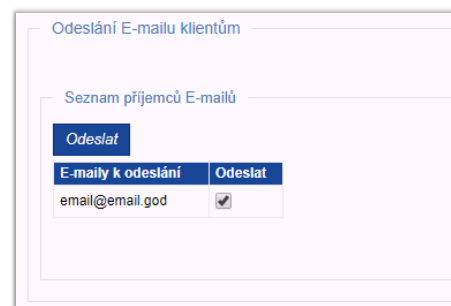 Odeslání E-mailu klientům
Seznam příjemců E-mailů
Odeslat
E-maily k odeslání Odeslat
email@email.god